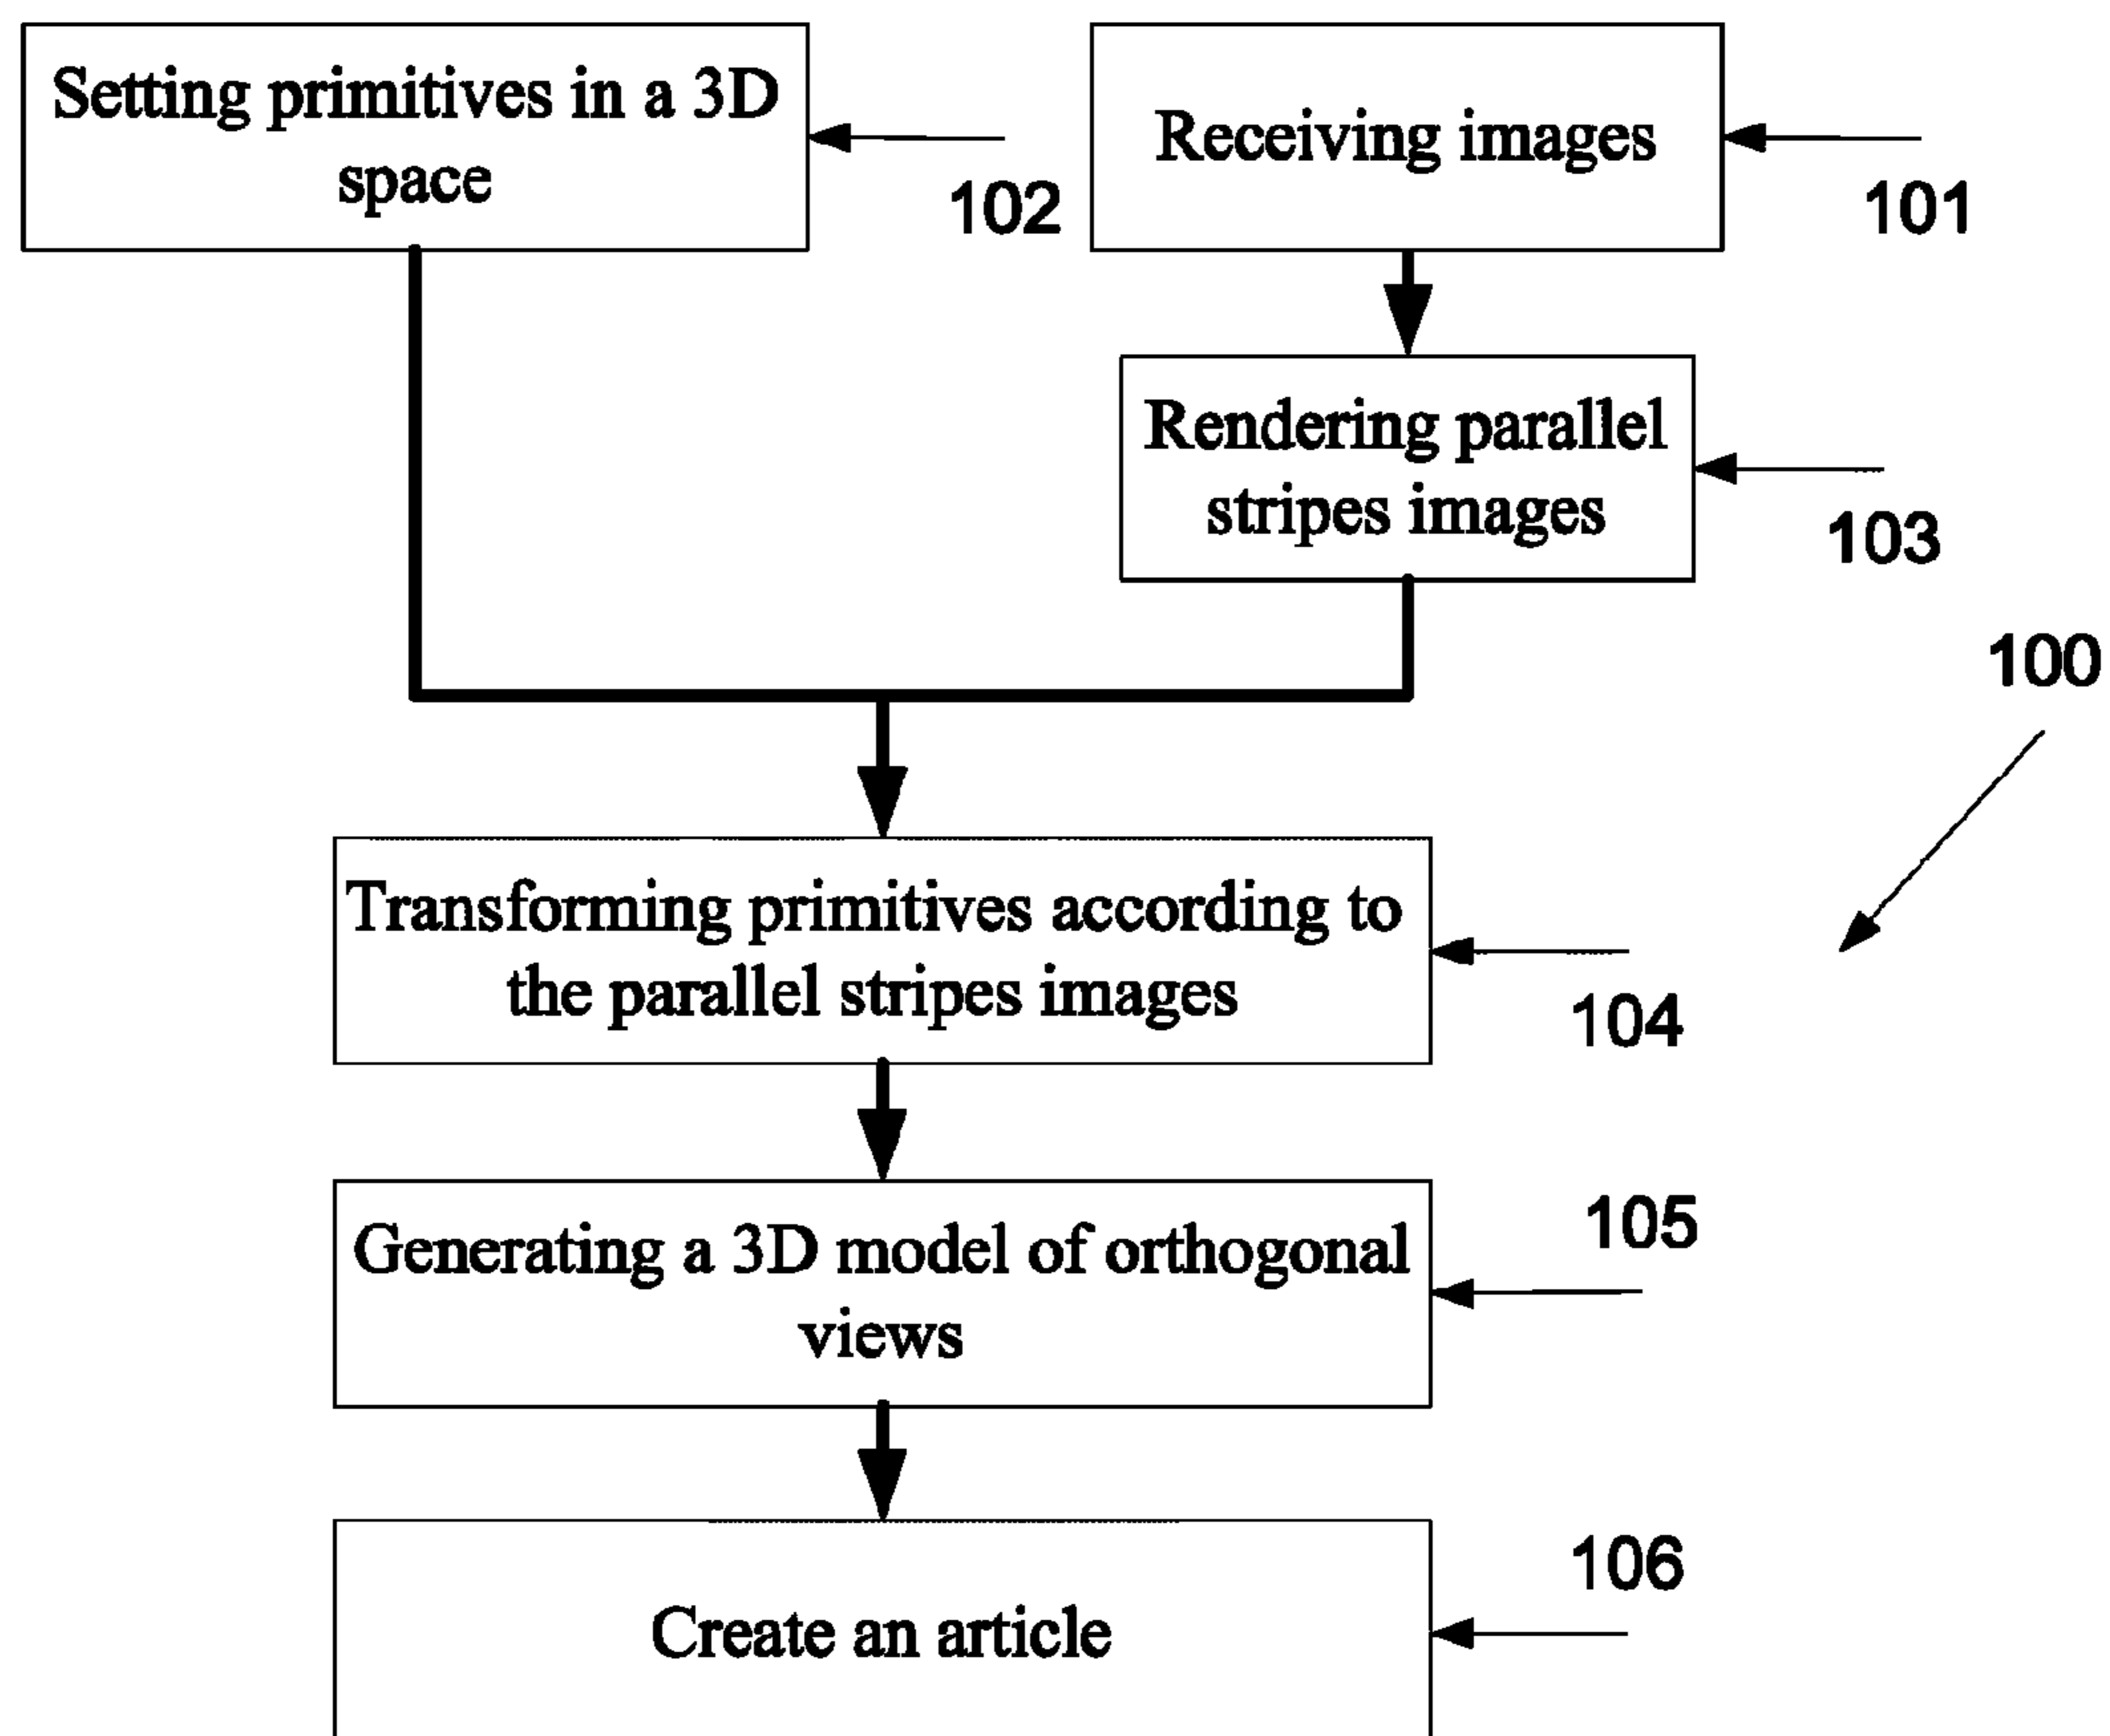 Setting primitives in a 3D
space
102
Receiving images
101
Rendering parallel
stripes images
103
100
Transforming primitives according to
the parallel stripes images
104
Generating a 3D model of orthogonal
views
105
Create an article
106